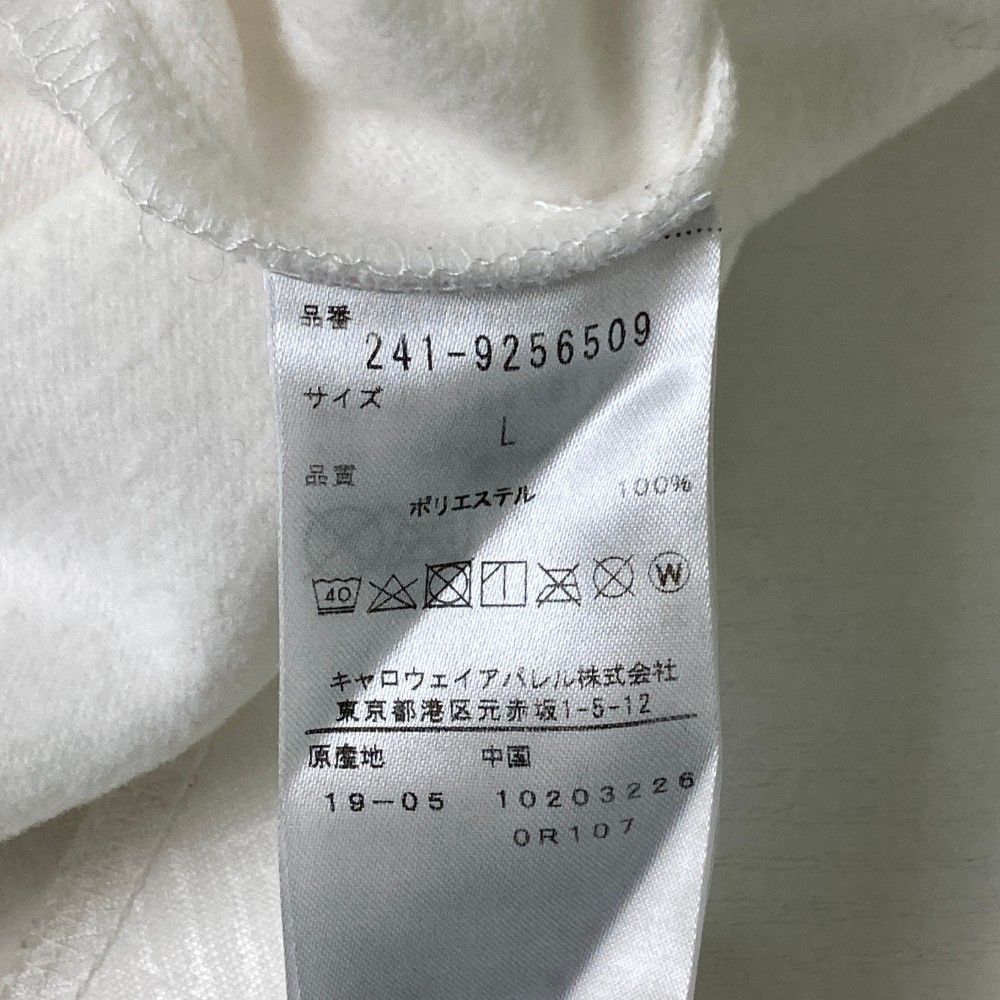 品番
241-9256509
サイズ
L
品質
ポリエステル 100%
40 W
キャロウェイアパレル株式会社
東京都港区元赤坂1-5-12
原産地 中国
19-05 10203226
0R107